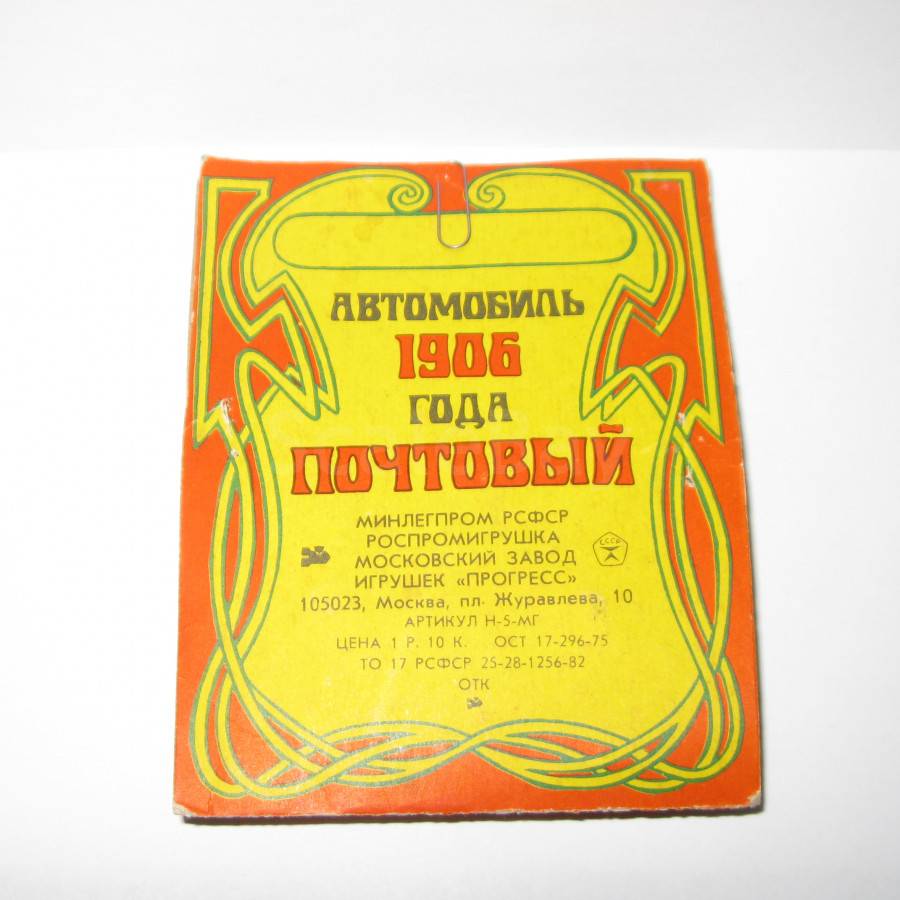 АВТОМОБИЛЬ
1906
ГОДА
ПОЧТОВЫЙ
МИНЛЕГПРОМ РСФСР
РОСПРОМИГРУШКА
МОСКОВСКИЙ ЗАВОД
ИГРУШЕК «ПРОГРЕСС»
СССР
105023, Москва, пл. Журавлева, 10
АРТИКУЛ Н-5-МГ
ЦЕНА 1 Р. 10 К. ОСТ 17-296-75
ТО 17 РСФСР 25-28-1256-82
ОТК